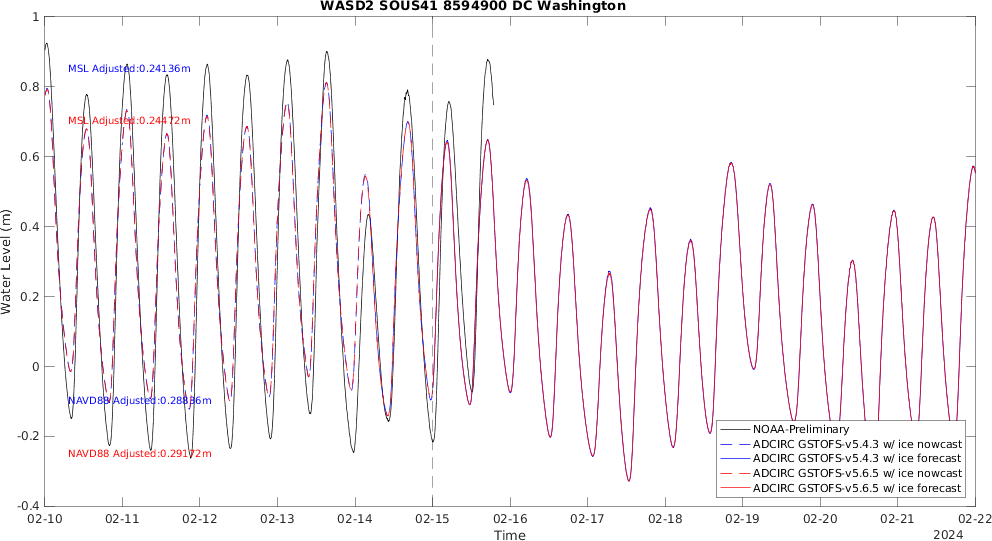 WASD2 SOUS41 8594900 DC Washington
1
0.8
0.6
0.4
0.2
0
-0.2
-0.4
Water Level (m)
MSL Adjusted:0.24136m
MSL Adjusted:0.24472m
NAVD88 Adjusted:0.28836m
NAVD88 Adjusted:0.29172m
NOAA-Preliminary
ADCIRC GSTOFS-v5.4.3 w/ ice nowcast
ADCIRC GSTOFS-v5.4.3 w/ ice forecast
ADCIRC GSTOFS-v5.6.5 w/ ice nowcast
ADCIRC GSTOFS-v5.6.5 w/ ice forecast
02-10 02-11 02-12 02-13 02-14 02-15 02-16 02-17 02-18 02-19 02-20 02-21 02-22
Time
2024